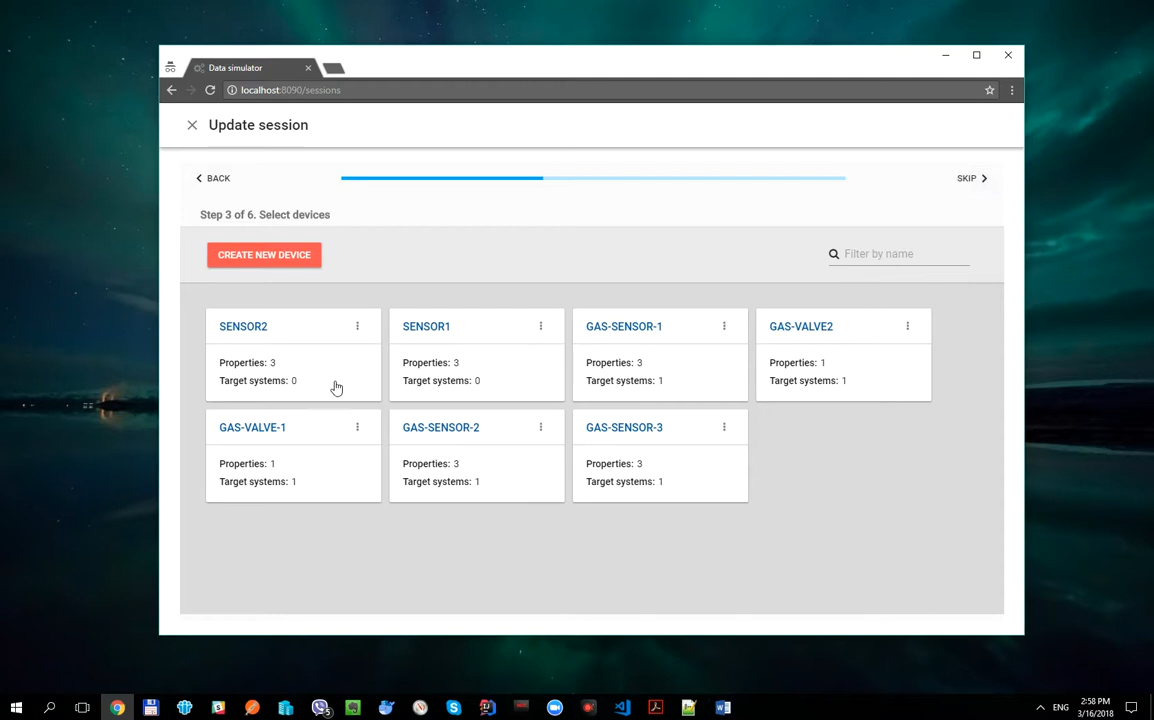 Data simulator
localhost:8090/sessions
Update session
BACK
SKIP
Step 3 of 6. Select devices
CREATE NEW DEVICE
Filter by name
SENSOR2
SENSOR1
GAS-SENSOR-1
GAS-VALVE2
Properties: 3
Properties: 3
Properties: 3
Properties: 1
Target systems: 0
Target systems: 0
Target systems: 1
Target systems: 1
GAS-VALVE-1
GAS-SENSOR-2
GAS-SENSOR-3
Properties: 1
Properties: 3
Properties: 3
Target systems: 1
Target systems: 1
Target systems: 1
5
ENG
2:58 PM
3/16/2018